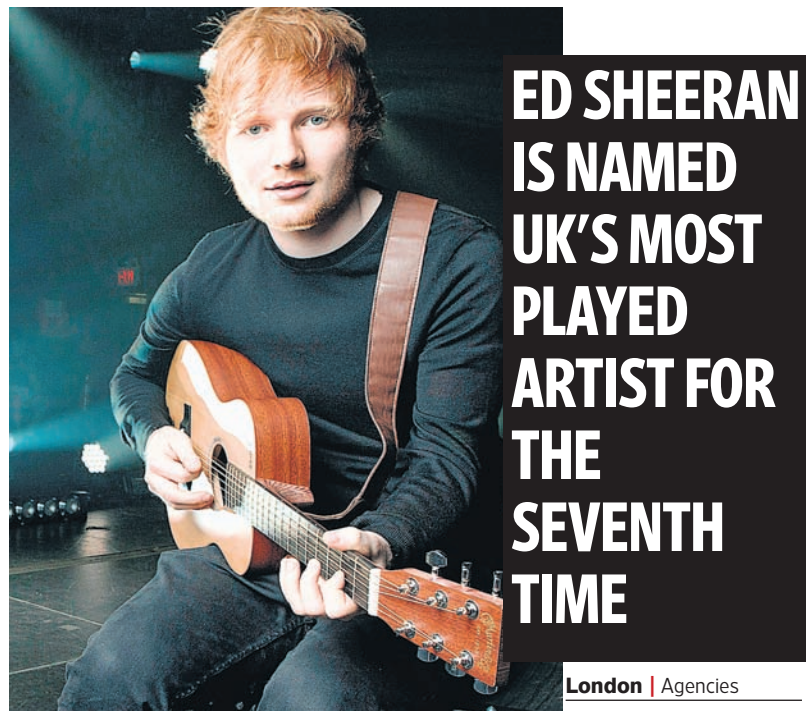 ED SHEERAN
IS NAMED
UK'S MOST
PLAYED
ARTIST FOR
THE
SEVENTH
TIME
London | Agencies